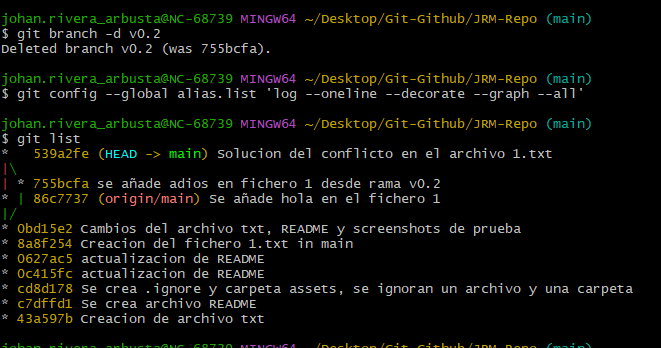 johan.rivera_arbusta@NC-68739 MINGW64 ~/Desktop/Git-Github/JRM-Repo (main)
$ git branch -d v0.2
Deleted branch v0.2 (was 755bcfa).
johan.rivera_arbusta@NC-68739 MINGW64 ~/Desktop/Git-Github/JRM-Repo (main)
$ git config --global alias.list 'log --oneline --decorate --graph --all'
johan.rivera_arbusta@NC-68739 MINGW64 ~/Desktop/Git-Github/JRM-Repo (main)
$ git list
*   539a2fe (HEAD -> main) Solucion del conflicto en el archivo 1.txt
|\
| * 755bcfa se añade adios en fichero 1 desde rama v0.2
* | 86c7737 (origin/main) Se añade hola en el fichero 1
|/
* 0bd15e2 Cambios del archivo txt, README y screenshots de prueba
* 8a8f254 Creacion del fichero 1.txt in main
* 0627ac5 actualizacion de README
* 0c415fc actualizacion de README
* cd8d178 Se crea .ignore y carpeta assets, se ignoran un archivo y una carpeta
* c7dffd1 Se crea archivo README
* 43a597b Creacion de archivo txt